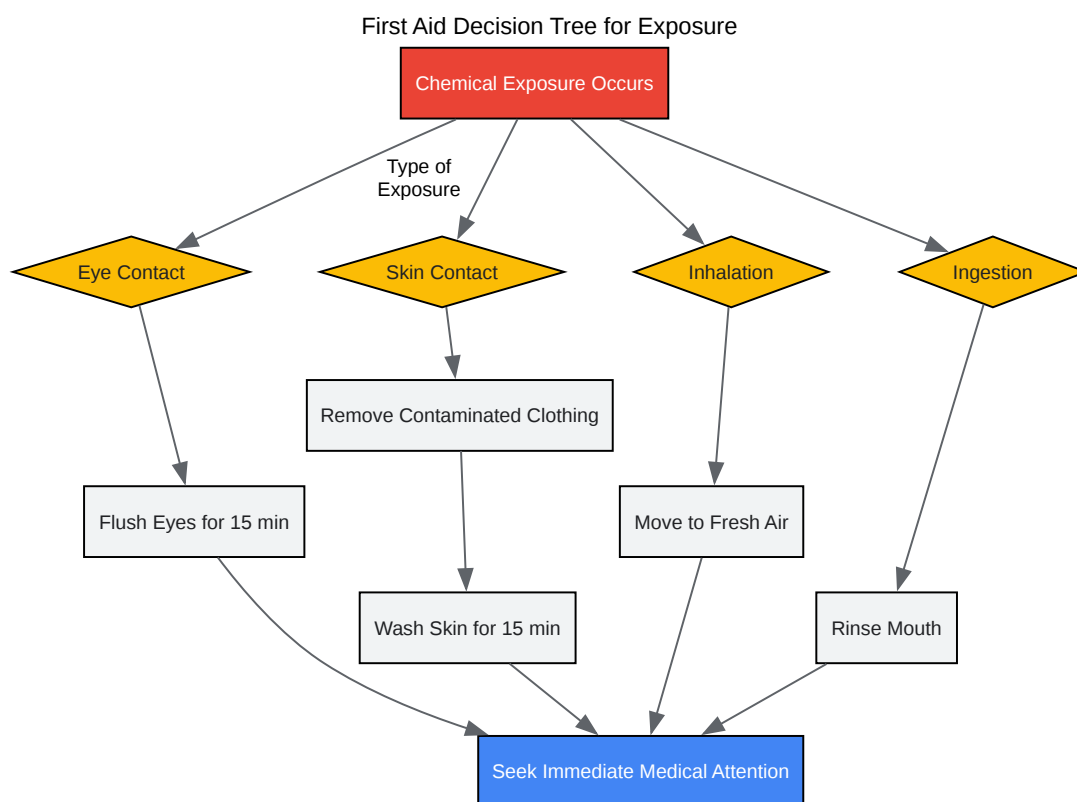 First Aid Decision Tree for Exposure
Chemical Exposure Occurs
Type of
Exposure
Eye Contact
Skin Contact
Inhalation
Ingestion
Remove Contaminated Clothing
Flush Eyes for 15 min
Move to Fresh Air
Wash Skin for 15 min
Rinse Mouth
Seek Immediate Medical Attention